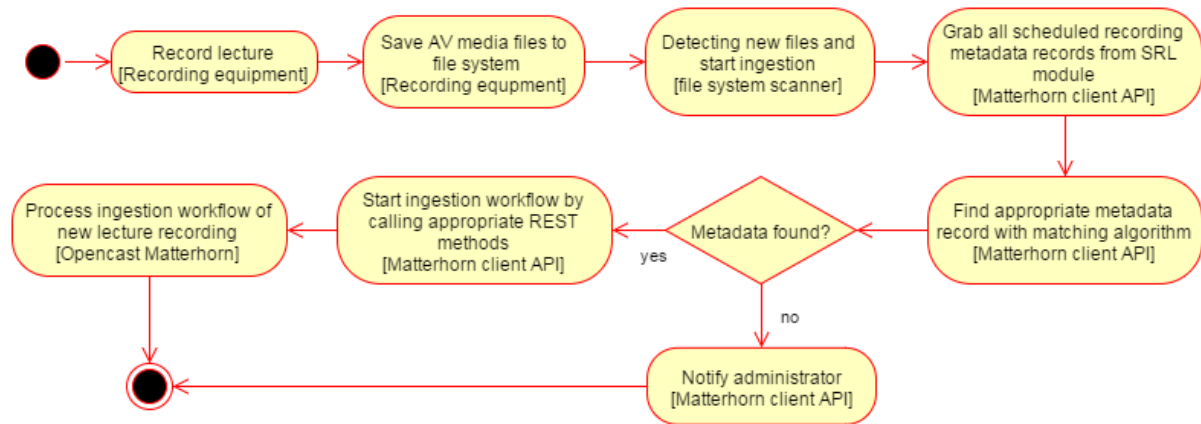 Record lecture
[Recording equipment]
Save AV media files to
file system
[Recording equpment]
Detecting new files and
start ingestion
[file system scanner]
Grab all scheduled recording
metadata records from SRL
module
[Matterhorn client API]
Process ingestion workflow of
new lecture recording
[Opencast Matterhorn]
Start ingestion workflow by
calling appropriate REST
methods
[Matterhorn client API]
yes
Metadata found?
Find appropriate metadata
record with matching algorithm
[Matterhorn client API]
no
Notify administrator
[Matterhorn client API]